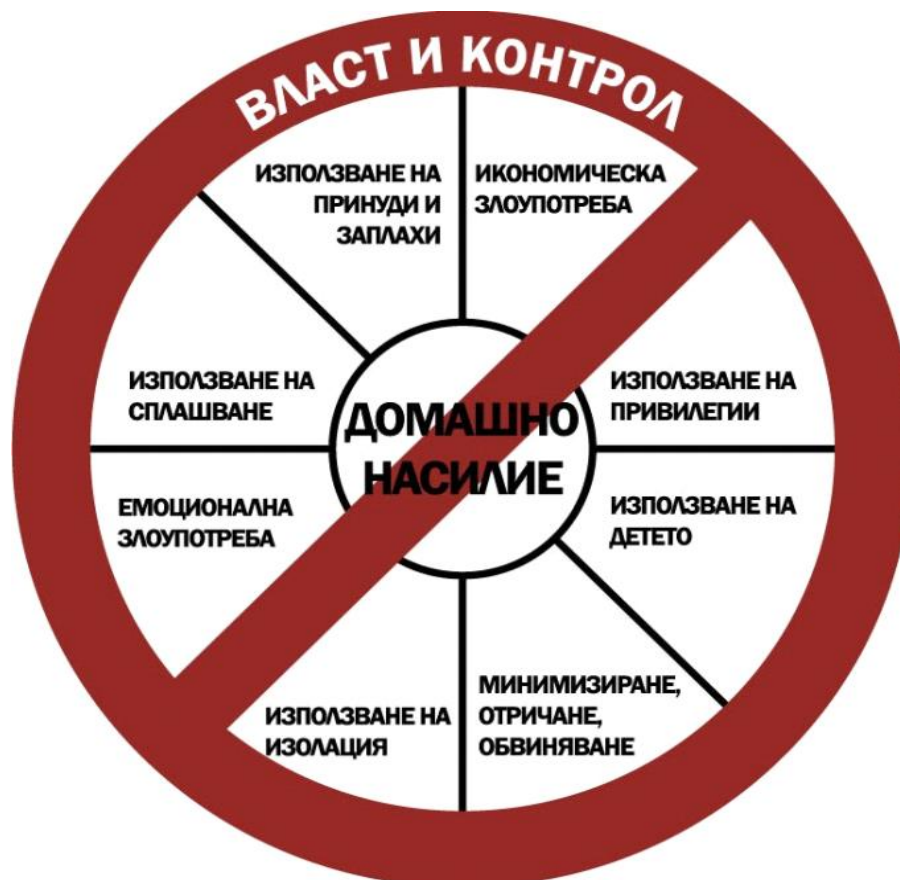 ВЛАСТ И КОНТРОЛ
ИЗПОЛЗВАНЕ НА
ПРИНУДИ И
ЗАПЛАХИ
ИКОНОМИЧЕСКА
ЗЛОУПОТРЕБА
ИЗПОЛЗВАНЕ НА
СПЛАШВАНЕ
ИЗПОЛЗВАНЕ НА
ПРИВИЛЕГИИ
ДОМАШНО
НАСИЛИЕ
ЕМОЦИОНАЛНА
ЗЛОУПОТРЕБА
ИЗПОЛЗВАНЕ НА
ДЕТЕТО
ИЗПОЛЗВАНЕ НА
ИЗОЛАЦИЯ
МИНИМИЗИРАНЕ,
ОТРИЧАНЕ,
ОБВИНЯВАНЕ